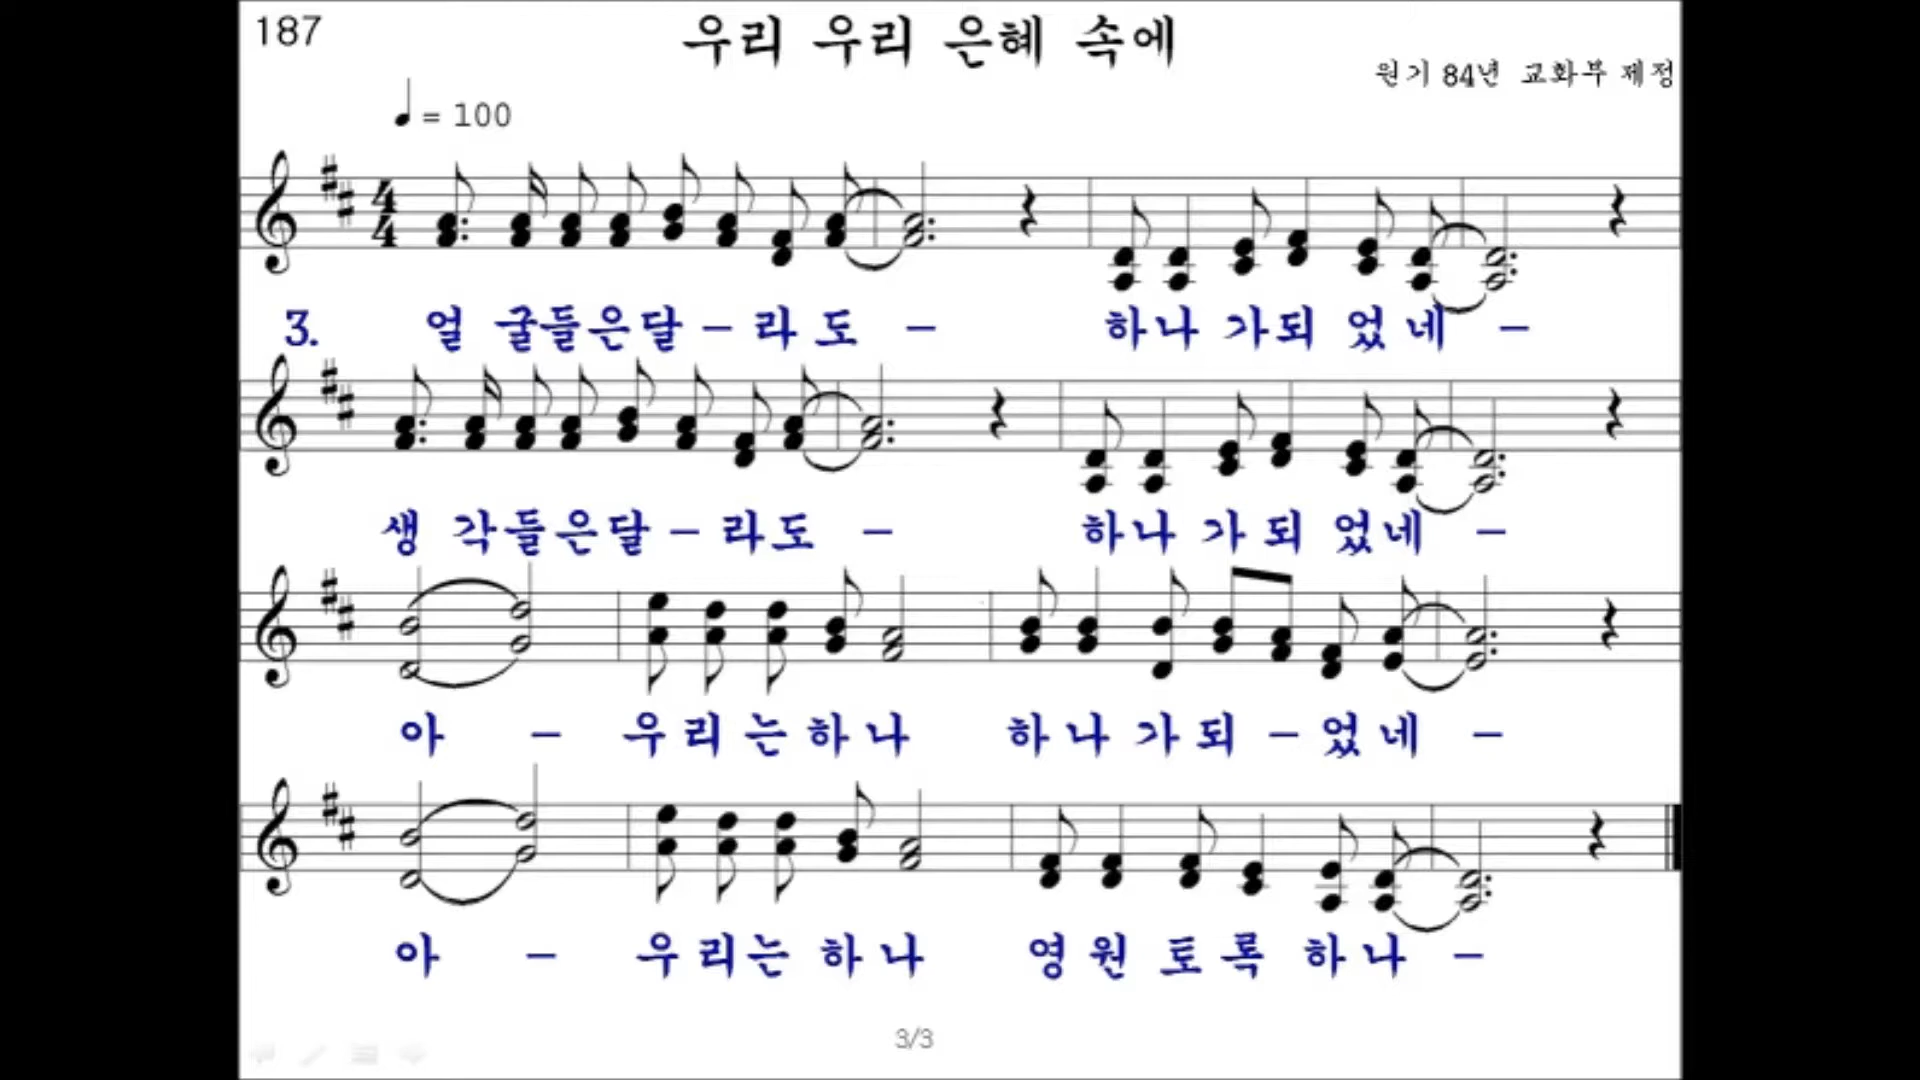 187
우리 우리 은혜 속에
원기 84년 교화부 제정
= 100
3. 얼 굴들은달 – 라 도 – 하나 가되 었네 –
생 각들은달 – 라도 – 하나 가되 었네 –
아 – 우리는하나 하나가되 – 었네 –
아 – 우리는 하나 영원 토록 하나 –
3/3